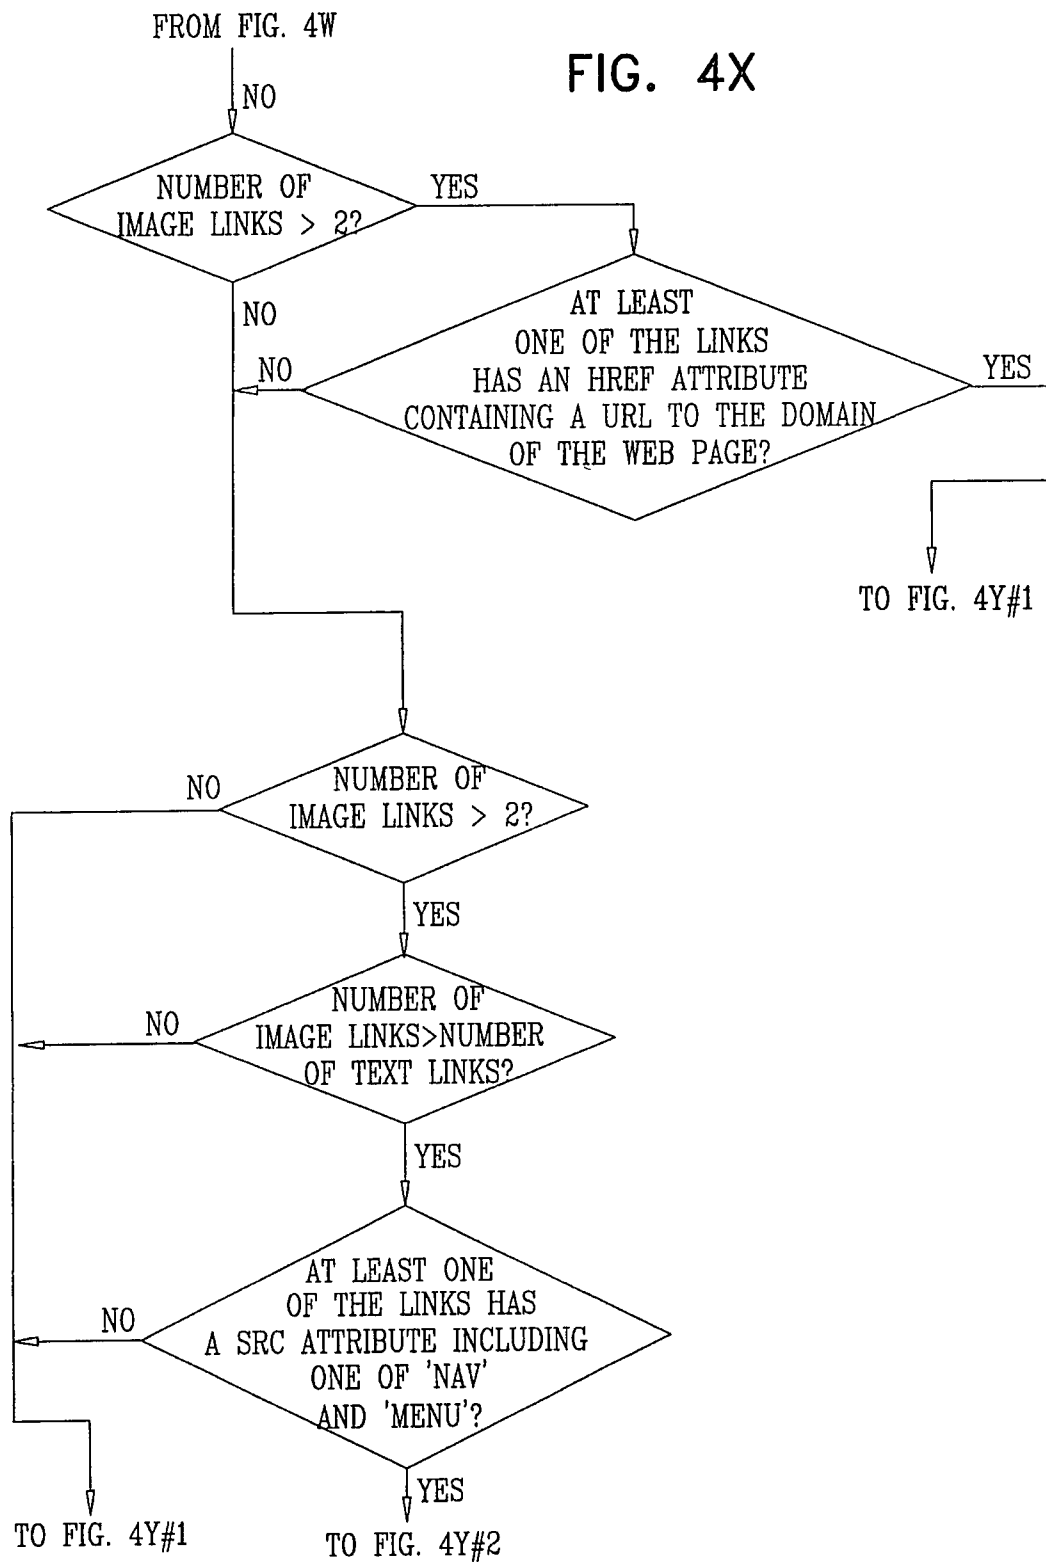 FROM FIG. 4W
FIG. 4X
NO
NUMBER OF
IMAGE LINKS > 2?
YES
NO
AT LEAST
ONE OF THE LINKS
HAS AN HREF ATTRIBUTE
CONTAINING A URL TO THE DOMAIN
OF THE WEB PAGE?
NO
YES
TO FIG. 4Y#1
NUMBER OF
IMAGE LINKS > 2?
NO
YES
NUMBER OF
IMAGE LINKS>NUMBER
OF TEXT LINKS?
NO
YES
AT LEAST ONE
OF THE LINKS HAS
A SRC ATTRIBUTE INCLUDING
ONE OF 'NAV'
AND 'MENU'?
NO
YES
TO FIG. 4Y#1
TO FIG. 4Y#2